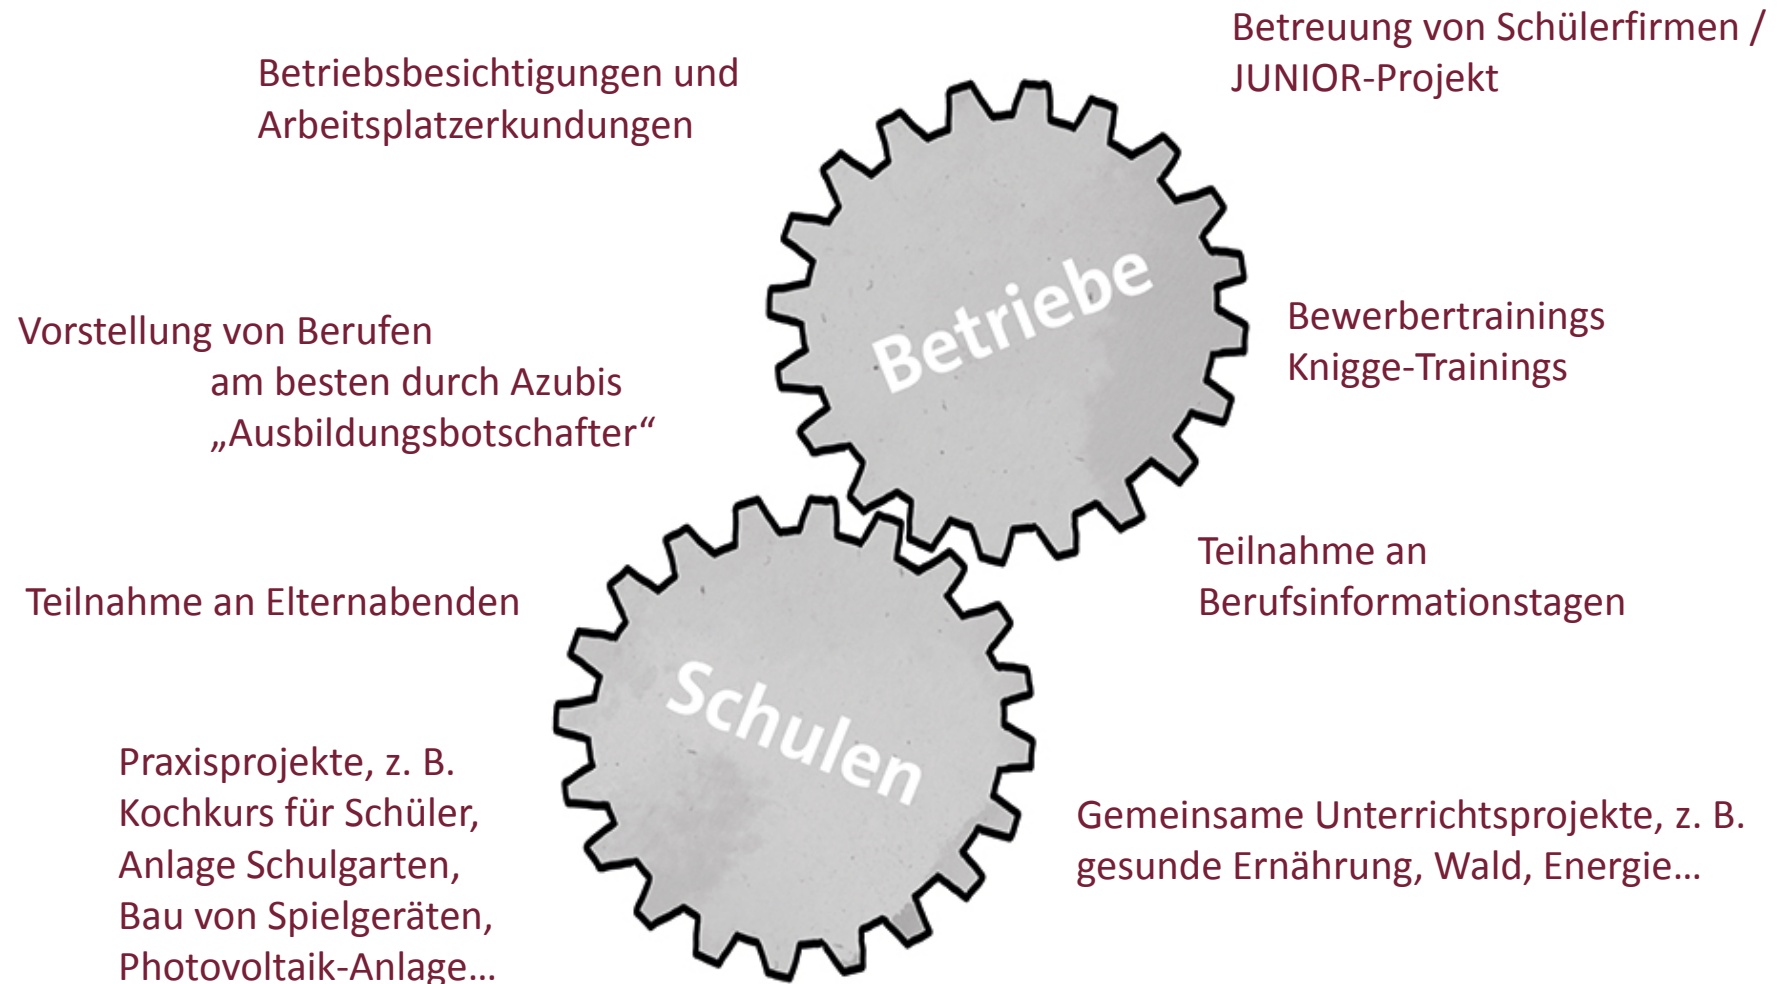 Betreuung von Schülerfirmen /
JUNIOR-Projekt
Betriebsbesichtigungen und
Arbeitsplatzerkundungen
Betriebe
Vorstellung von Berufen
am besten durch Azubis
„Ausbildungsbotschafter“
Bewerbertrainings
Knigge-Trainings
Teilnahme an Elternabenden
Teilnahme an
Berufsinformationstagen
Schulen
Praxisprojekte, z. B.
Kochkurs für Schüler,
Anlage Schulgarten,
Bau von Spielgeräten,
Photovoltaik-Anlage…
Gemeinsame Unterrichtsprojekte, z. B.
gesunde Ernährung, Wald, Energie…